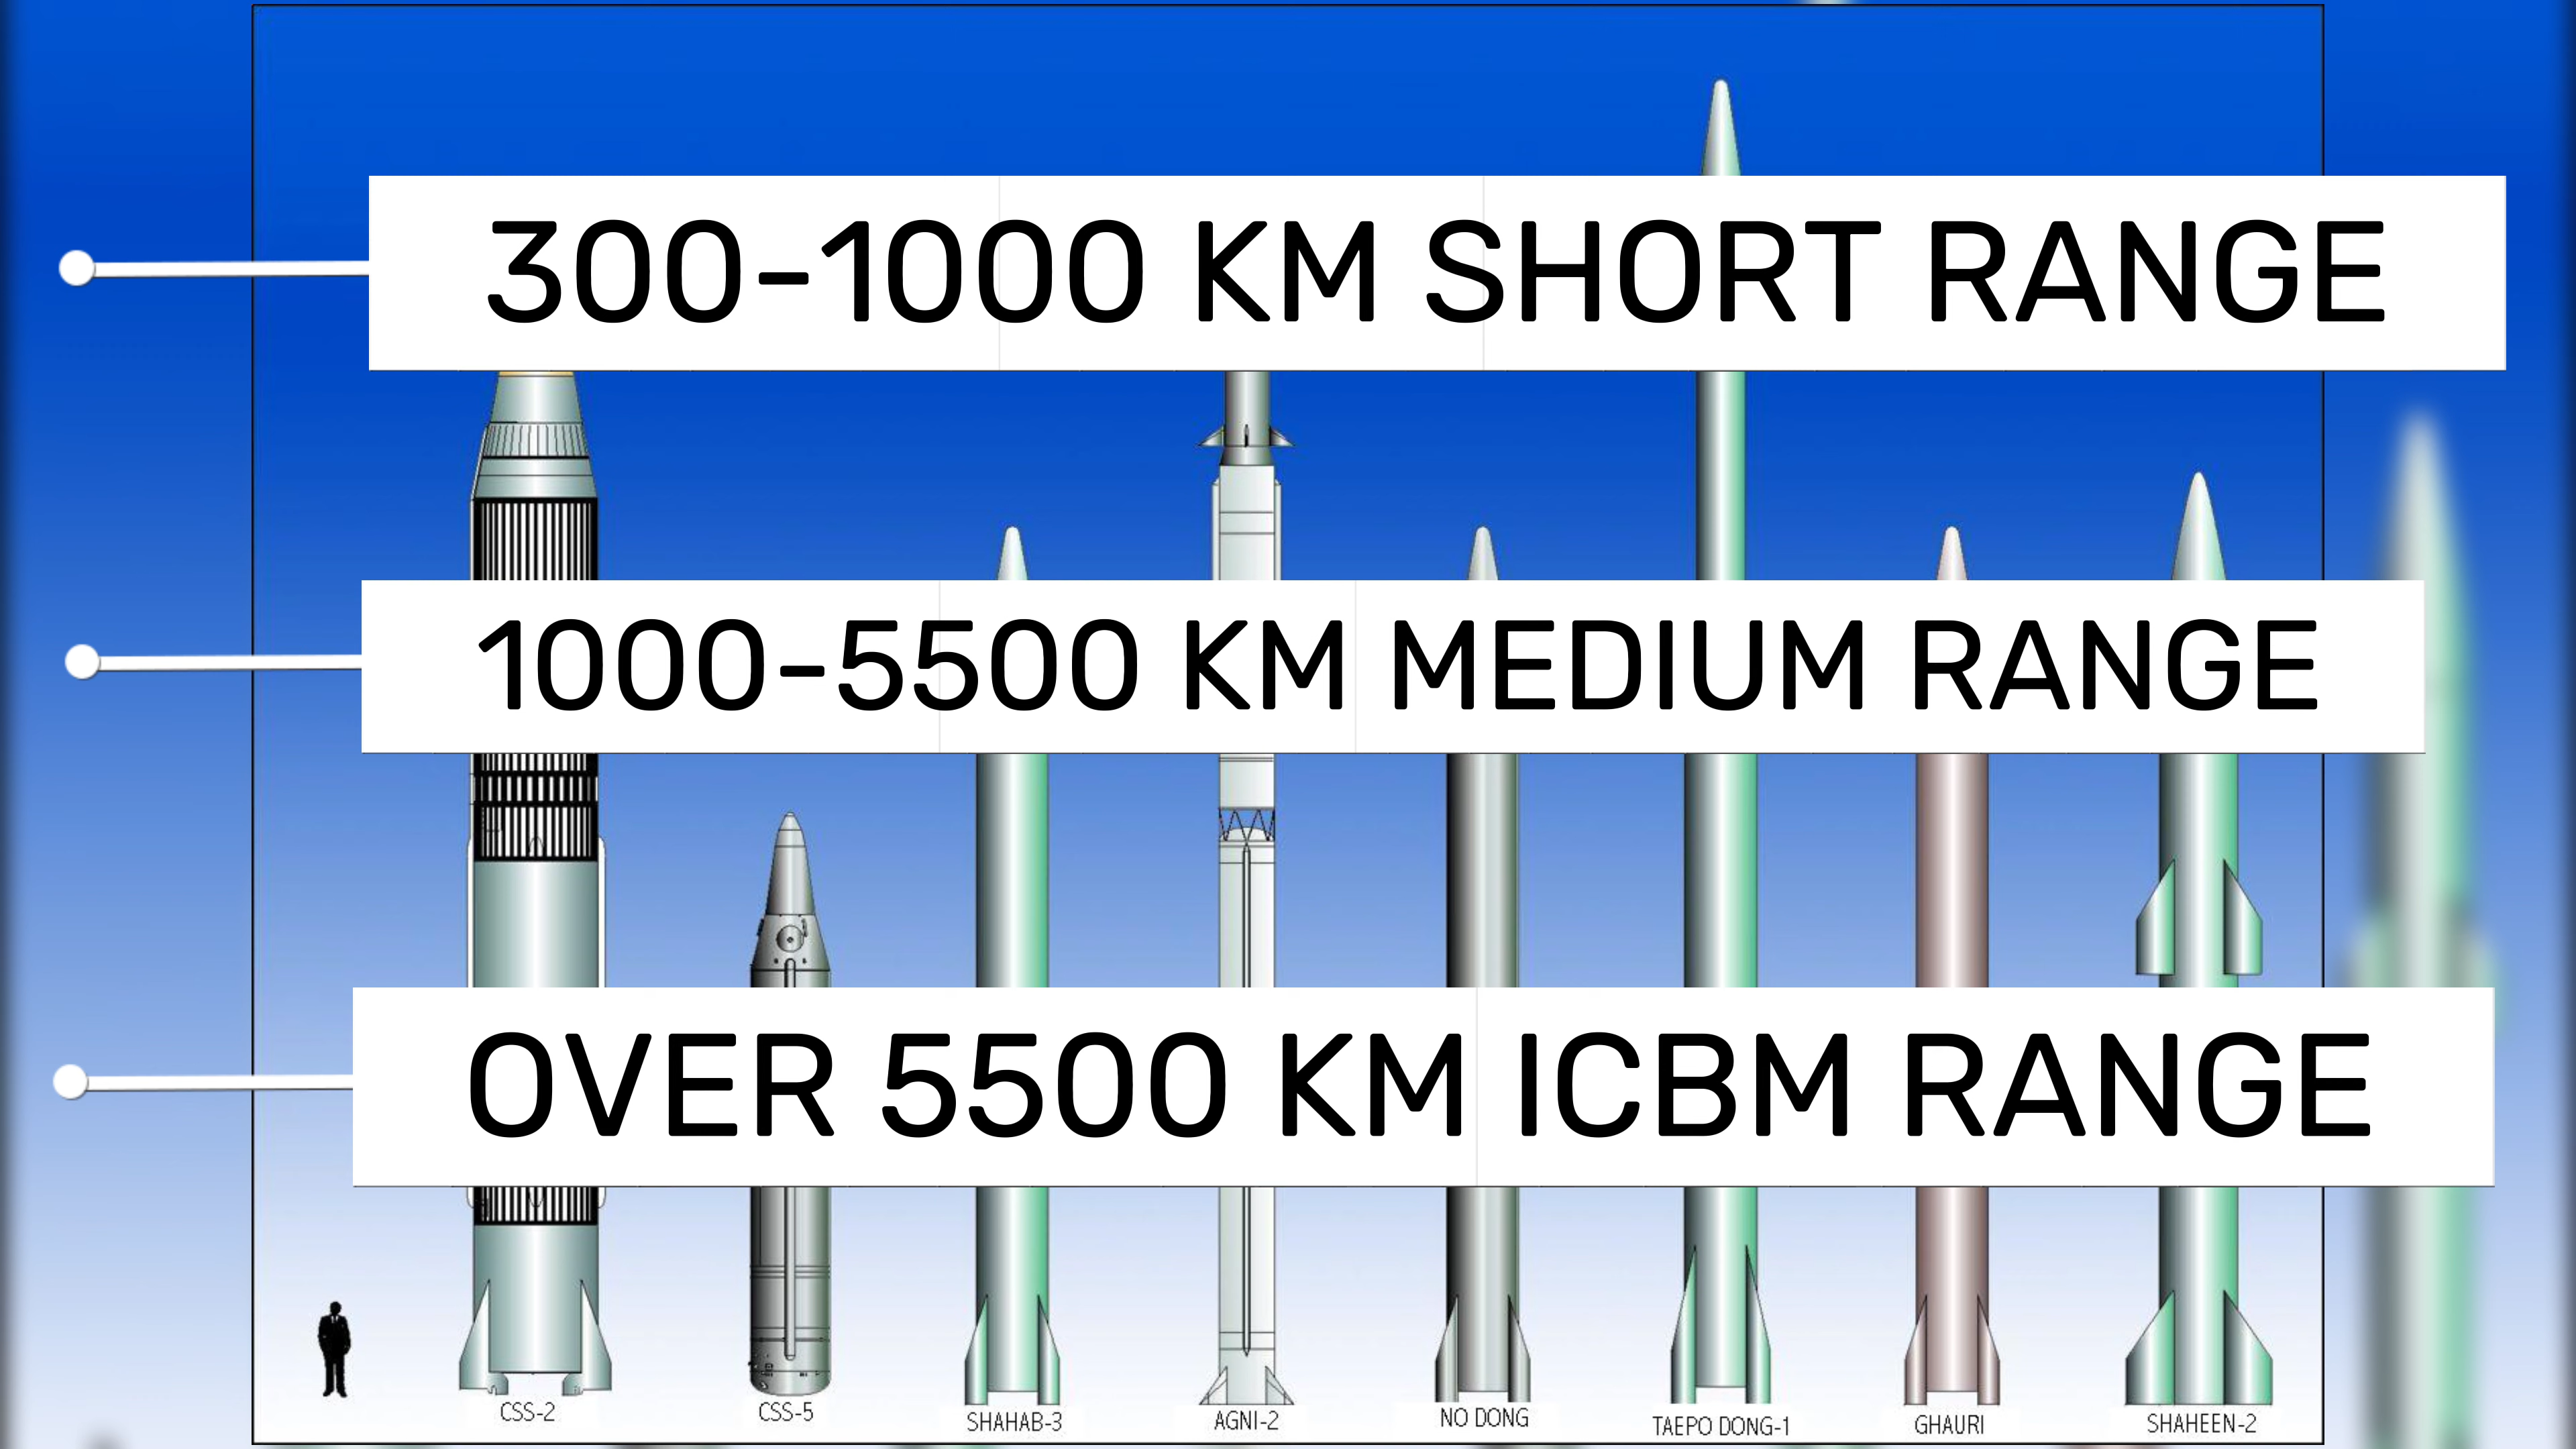 300-1000 KM SHORT RANGE
1000-5500 KM MEDIUM RANGE
OVER 5500 KM ICBM RANGE
CSS-2 CSS-5 SHAHAB-3 AGNI-2 NO DONG TAEPO DONG-1 GHAURI SHAHEEN-2